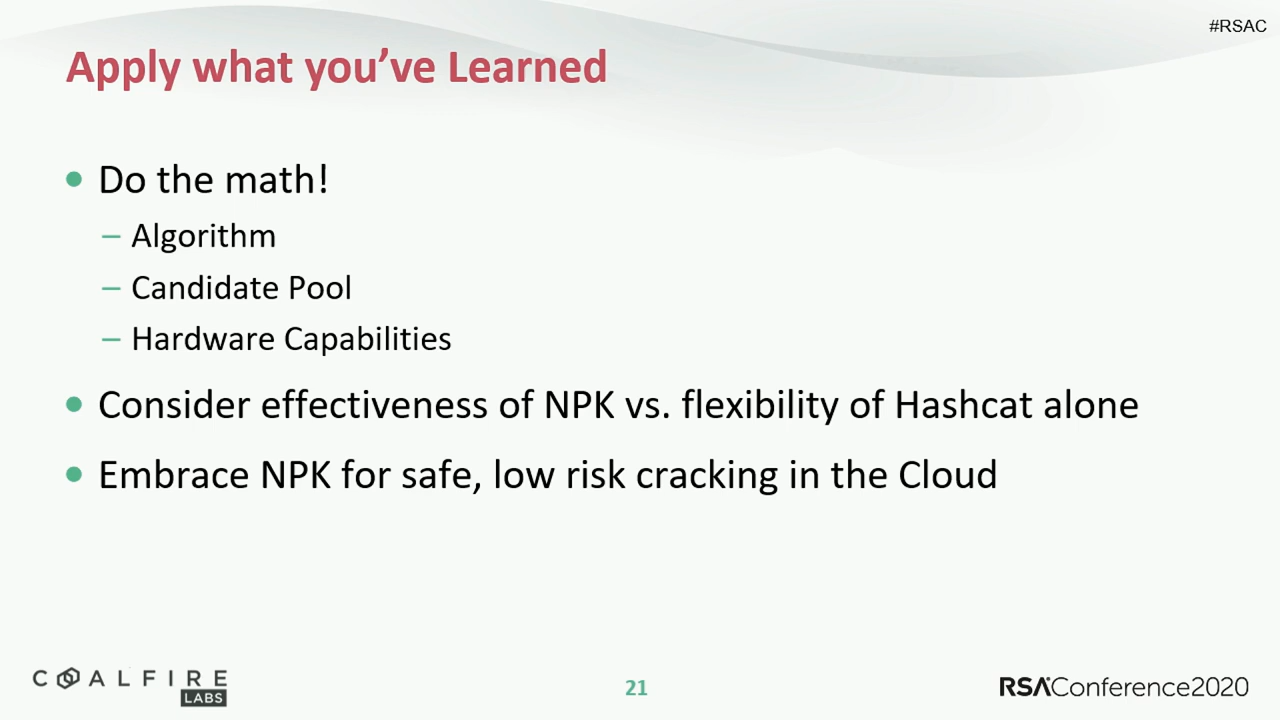 #RSAC
Apply what you’ve Learned
• Do the math!
– Algorithm
– Candidate Pool
– Hardware Capabilities
• Consider effectiveness of NPK vs. flexibility of Hashcat alone
• Embrace NPK for safe, low risk cracking in the Cloud
COALFIRE
LABS
21
RSAConference2020